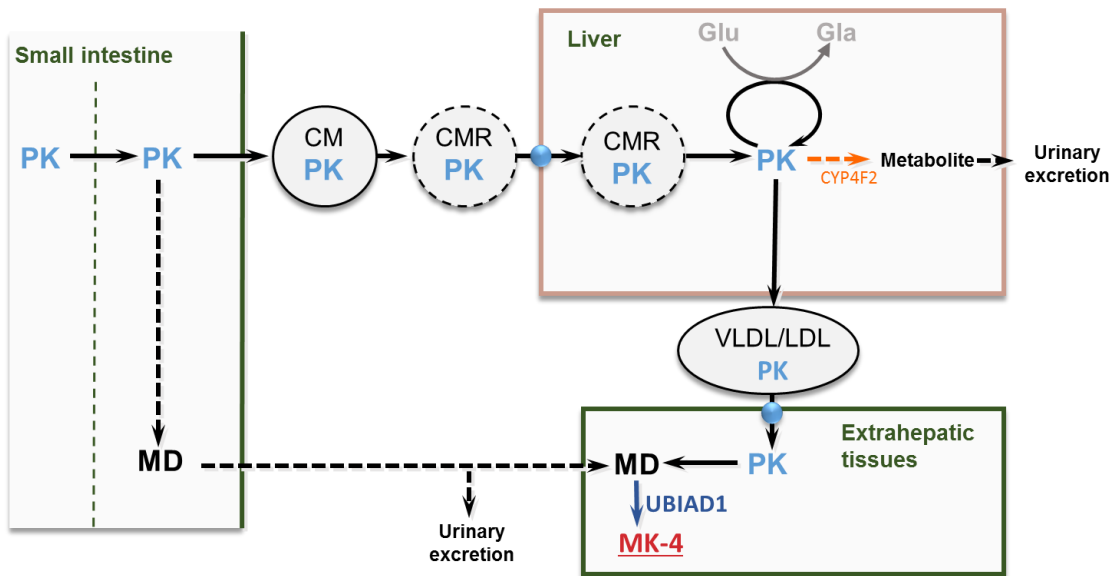 Small intestine
PK
PK
MD
CM
PK
CMR
PK
Liver
Glu
Gla
CMR
PK
PK
CYP4F2
Metabolite
Urinary
excretion
VLDL/LDL
PK
Extrahepatic
tissues
PK
MD
UBIAD1
MK-4
Urinary
excretion